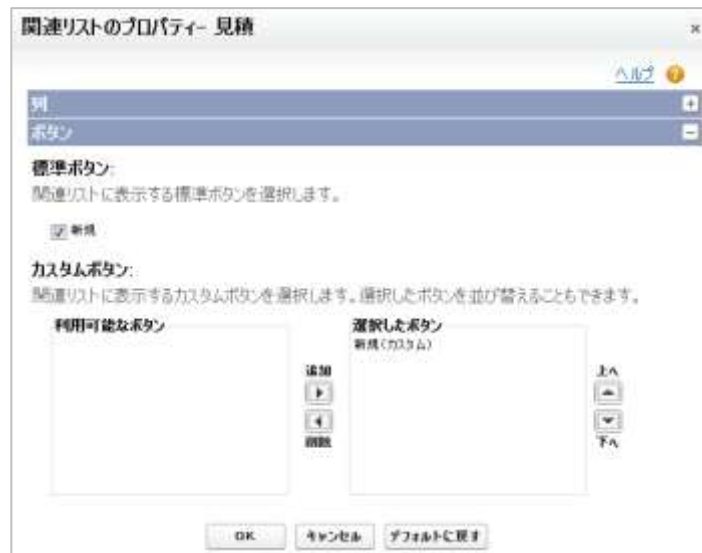 関連リストのプロパティ- 見積
ヘルプ
列
ボタン
標準ボタン:
関連リストに表示する標準ボタンを選択します。
新規
カスタムボタン:
関連リストに表示するカスタムボタンを選択します。選択したボタンを並び替えることもできます。
利用可能なボタン
選択したボタン
新規(カスタム)
追加
削除
上へ
下へ
OK キャンセル デフォルトに戻す